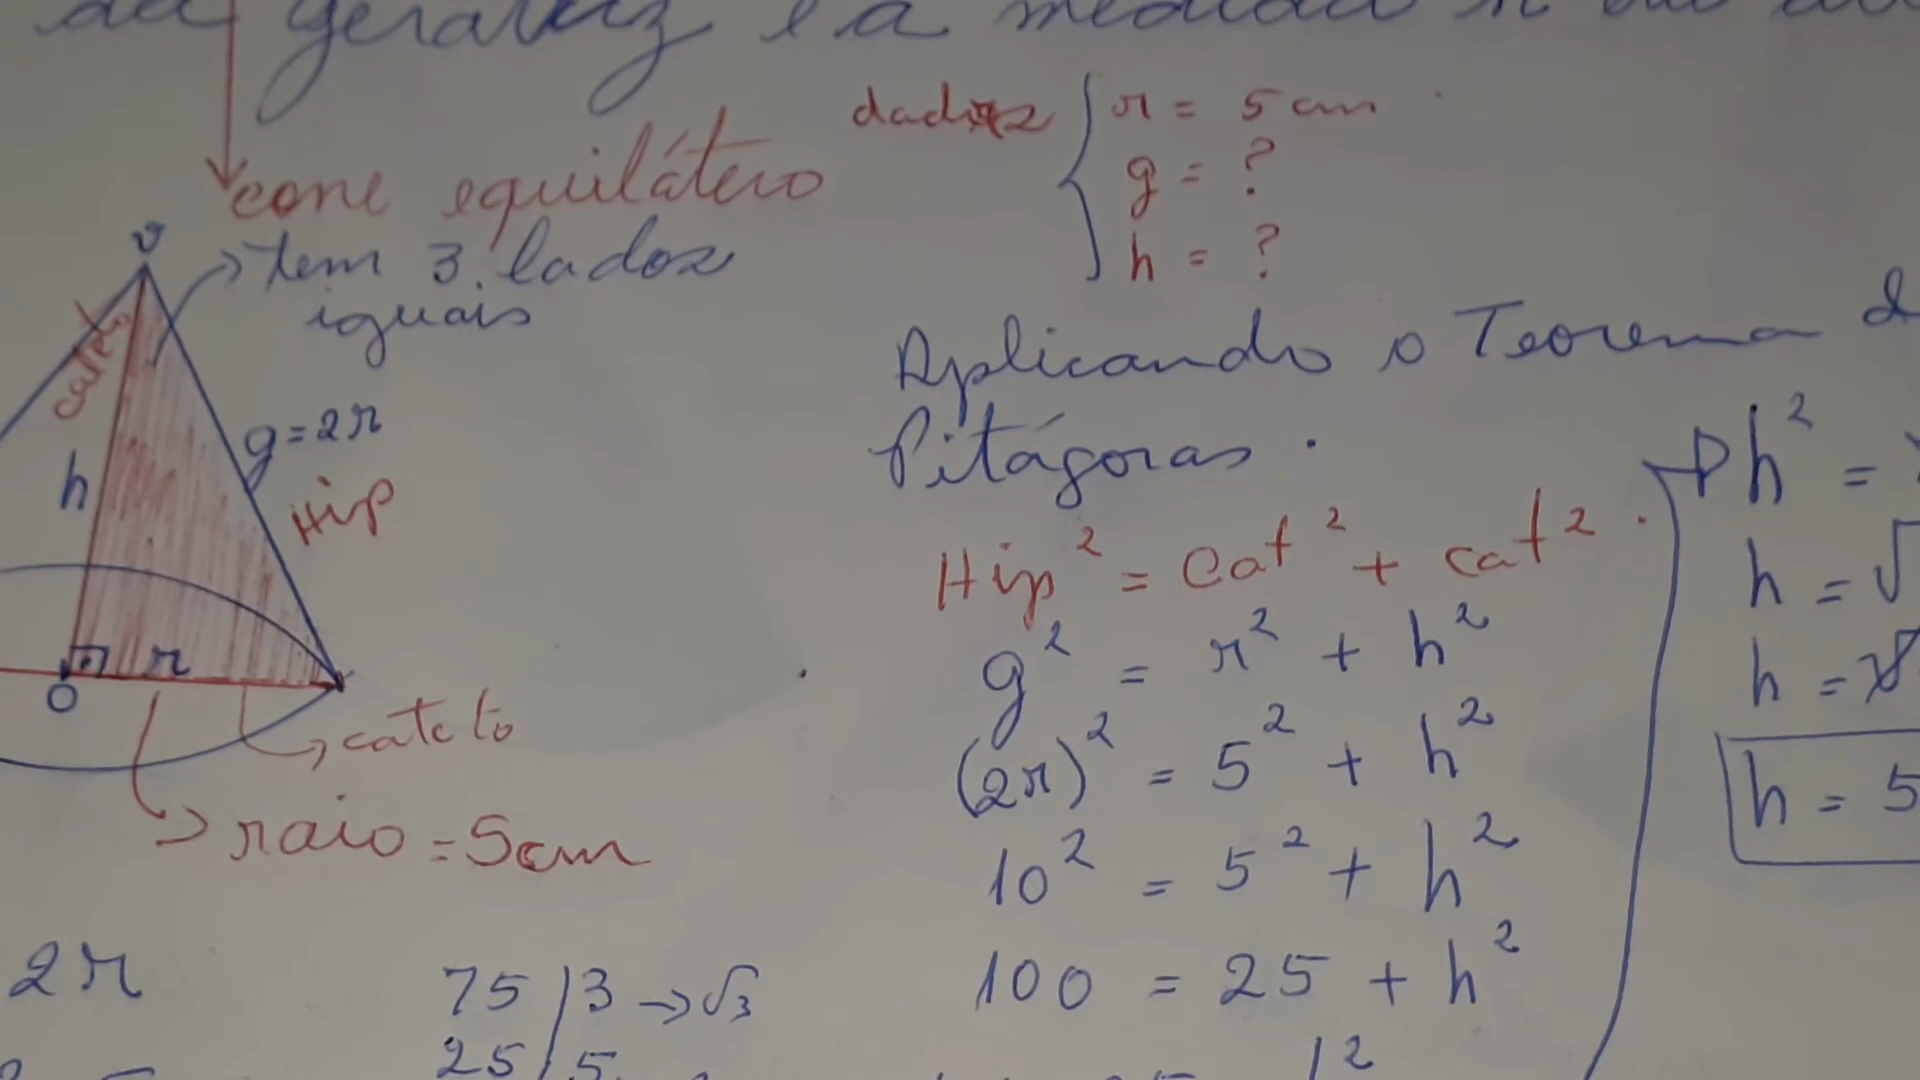 da geratriz e a medida h da
dados { r = 5 cm
g = ?
h = ?
cone equilátero
tem 3 lados
iguais
v
cateto
h
g = 2r
Hip
r
O
cateto
raio = 5cm
2r
75 | 3 → √3
25 | 5
Aplicando o Teorema d
Pitágoras.
Hip² = Cat² + cat²
g² = r² + h²
(2r)² = 5² + h²
10² = 5² + h²
100 = 25 + h²
h² =
h = √
h =
h = 5